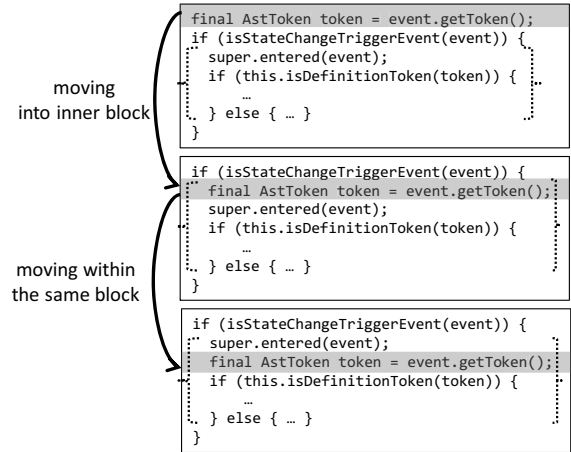 final AstToken token = event.getToken();
if (isStateChangeTriggerEvent(event)) {
super.entered(event);
if (this.isDefinitionToken(token)) {
…
} else { … }
}
moving
into inner block
if (isStateChangeTriggerEvent(event)) {
final AstToken token = event.getToken();
super.entered(event);
if (this.isDefinitionToken(token)) {
…
} else { … }
}
moving within
the same block
if (isStateChangeTriggerEvent(event)) {
super.entered(event);
final AstToken token = event.getToken();
if (this.isDefinitionToken(token)) {
…
} else { … }
}